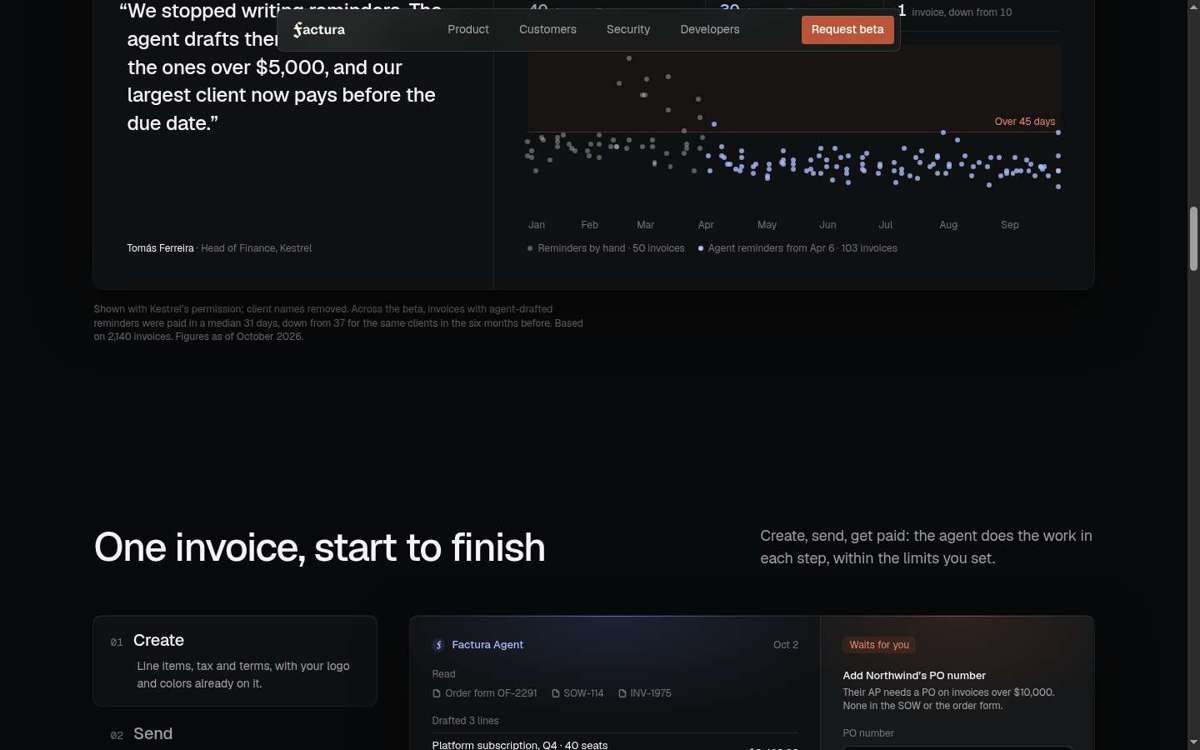 factura
Product
Customers
Security
Developers
Request beta
“We stopped writing reminders. The
agent drafts
the ones over $5,000, and our
largest client now pays before the
due date.”
Tomás Ferreira · Head of Finance, Kestrel
1 invoice, down from 10
Over 45 days
Jan Feb Mar Apr May Jun Jul Aug Sep
Reminders by hand · 50 invoices
Agent reminders from Apr 6 · 103 invoices
Shown with Kestrel's permission; client names removed. Across the beta, invoices with agent-drafted
reminders were paid in a median 31 days, down from 37 for the same clients in the six months before. Based
on 2,140 invoices. Figures as of October 2026.
One invoice, start to finish
Create, send, get paid: the agent does the work in
each step, within the limits you set.
01 Create
Line items, tax and terms, with your logo
and colors already on it.
02 Send
Factura Agent
Oct 2
Read
Order form OF-2291
SOW-114
INV-1975
Drafted 3 lines
Platform subscription, Q4 · 40 seats
Waits for you
Add Northwind's PO number
Their AP needs a PO on invoices over $10,000.
None in the SOW or the order form.
PO number